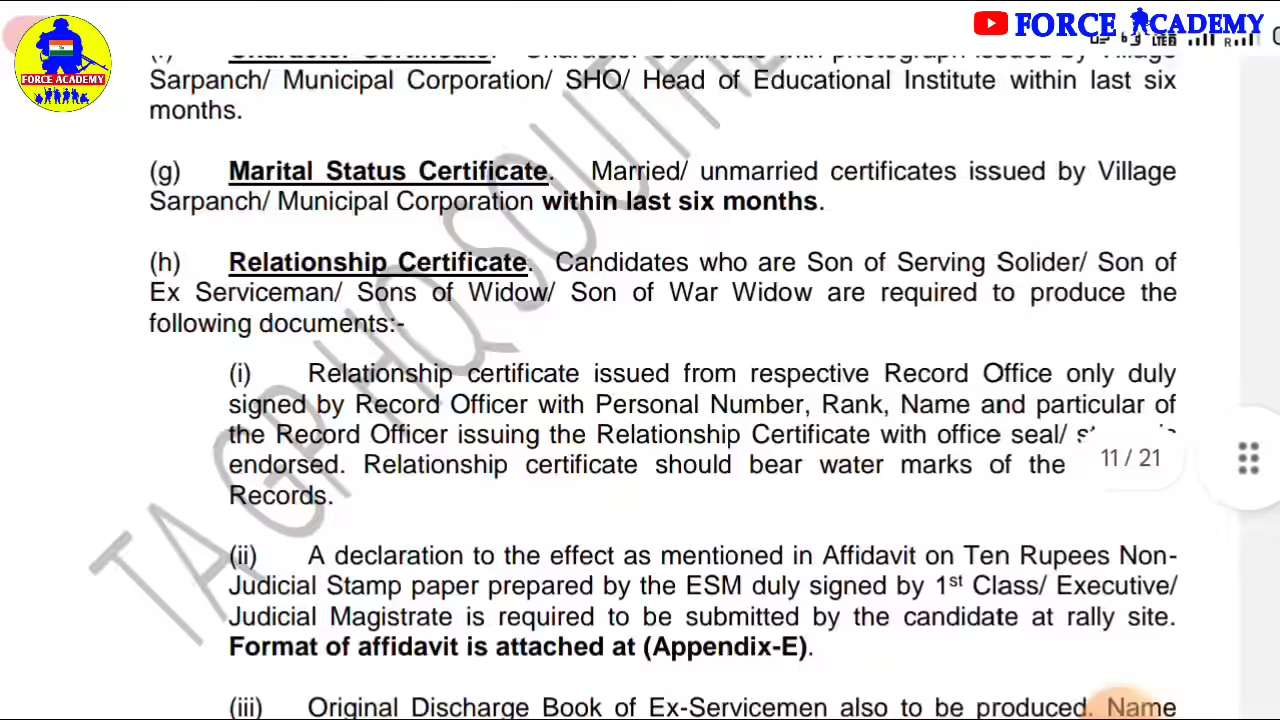 FORCE ACADEMY
FORCE ACADEMY
Sarpanch/ Municipal Corporation/ SHO/ Head of Educational Institute within last six
months.
(g) Marital Status Certificate. Married/ unmarried certificates issued by Village
Sarpanch/ Municipal Corporation within last six months.
(h) Relationship Certificate. Candidates who are Son of Serving Solider/ Son of
Ex Serviceman/ Sons of Widow/ Son of War Widow are required to produce the
following documents:-
(i) Relationship certificate issued from respective Record Office only duly
signed by Record Officer with Personal Number, Rank, Name and particular of
the Record Officer issuing the Relationship Certificate with office seal/
endorsed. Relationship certificate should bear water marks of the
Records.
11 / 21
(ii) A declaration to the effect as mentioned in Affidavit on Ten Rupees Non-
Judicial Stamp paper prepared by the ESM duly signed by 1st Class/ Executive/
Judicial Magistrate is required to be submitted by the candidate at rally site.
Format of affidavit is attached at (Appendix-E).
(iii) Original Discharge Book of Ex-Servicemen also to be produced. Name
TA GP HQ SOUTHE